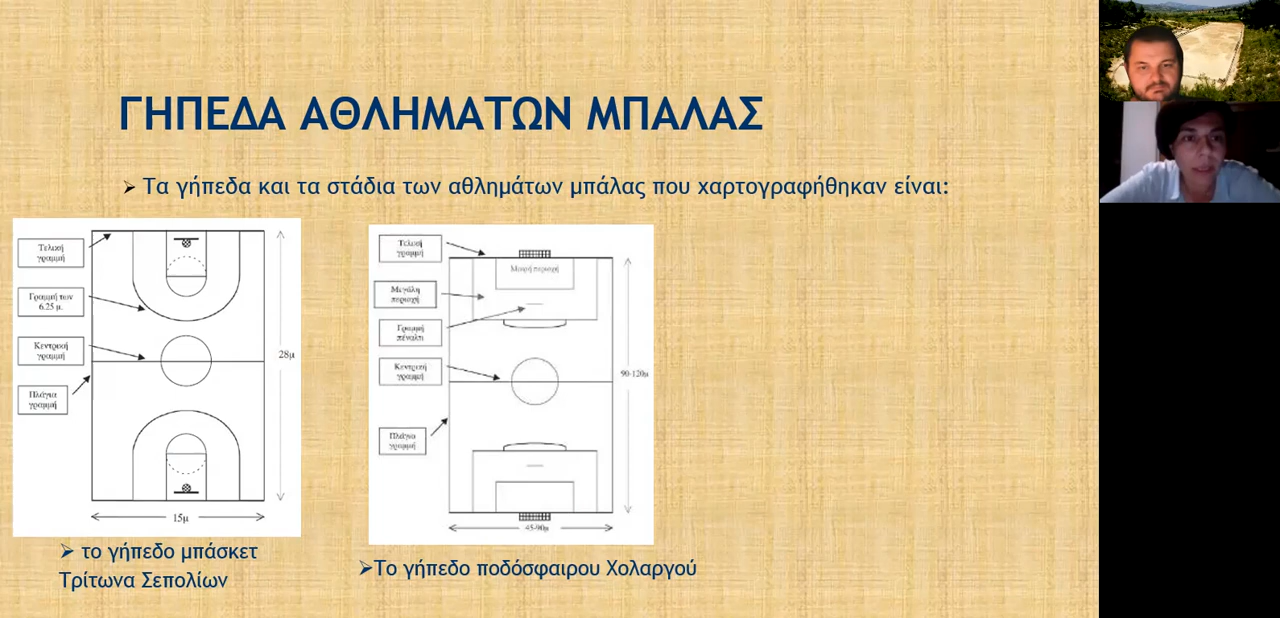 ΓΗΠΕΔΑ ΑΘΛΗΜΑΤΩΝ ΜΠΑΛΑΣ
➢ Τα γήπεδα και τα στάδια των αθλημάτων μπάλας που χαρτογραφήθηκαν είναι:
Τελική
γραμμή
Γραμμή των
6.25 μ.
Κεντρική
γραμμή
Πλάγια
γραμμή
28μ
15μ
➢ το γήπεδο μπάσκετ
Τρίτωνα Σεπολίων
Τελική
γραμμή
Μικρή περιοχή
Μεγάλη
περιοχή
Γραμμή
πέναλτι
Κεντρική
γραμμή
Πλάγια
γραμμή
90-120μ
45-90μ
➢Το γήπεδο ποδόσφαιρου Χολαργού